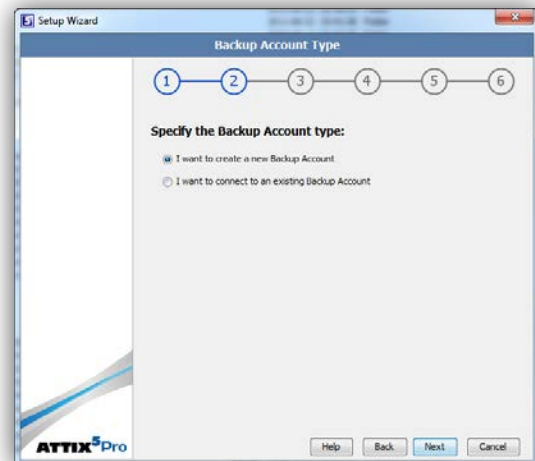 Setup Wizard
Backup Account Type
1 2 3 4 5 6
Specify the Backup Account type:
I want to create a new Backup Account
I want to connect to an existing Backup Account
ATTIX5Pro
Help Back Next Cancel